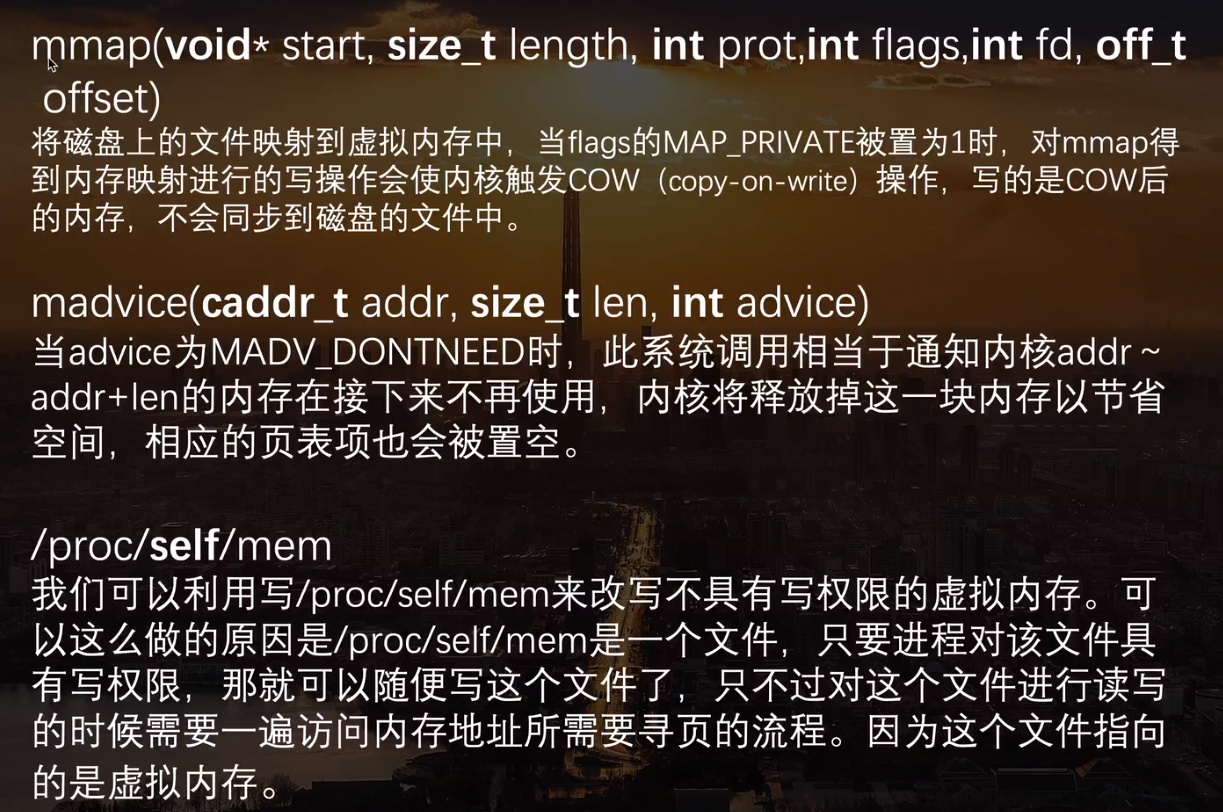 mmap(void* start, size_t length, int prot,int flags,int fd, off_t
offset)
将磁盘上的文件映射到虚拟内存中，当flags的MAP_PRIVATE被置为1时，对mmap得
到内存映射进行的写操作会使内核触发COW（copy-on-write）操作，写的是COW后
的内存，不会同步到磁盘的文件中。
madvice(caddr_t addr, size_t len, int advice)
当advice为MADV_DONTNEED时，此系统调用相当于通知内核addr～
addr+len的内存在接下来不再使用，内核将释放掉这一块内存以节省
空间，相应的页表项也会被置空。
/proc/self/mem
我们可以利用写/proc/self/mem来改写不具有写权限的虚拟内存。可
以这么做的原因是/proc/self/mem是一个文件，只要进程对该文件具
有写权限，那就可以随便写这个文件了，只不过对这个文件进行读写
的时候需要一遍访问内存地址所需要寻页的流程。因为这个文件指向
的是虚拟内存。